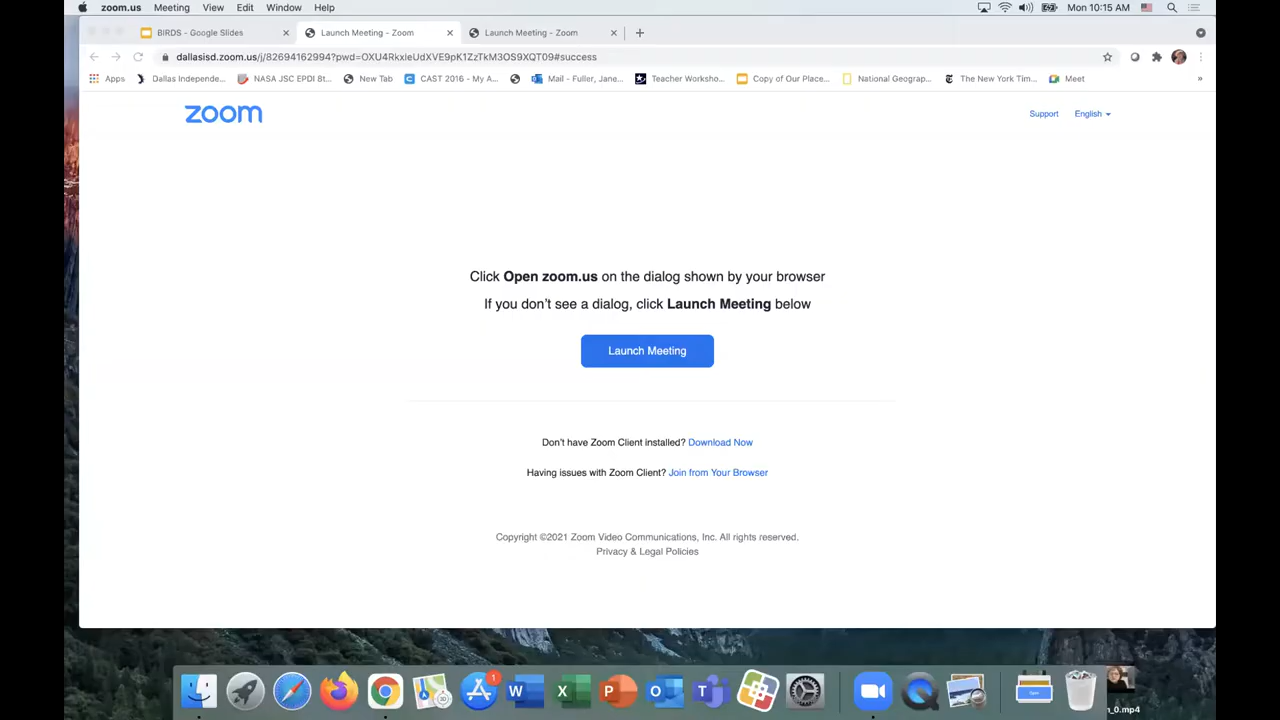 zoom.us Meeting View Edit Window Help Mon 10:15 AM
BIRDS - Google Slides Launch Meeting - Zoom Launch Meeting - Zoom
dallasisd.zoom.us/j/82694162994?pwd=OXU4RkxIeUdXVE9pK1ZzTkM3OS9XQT09#success
Apps Dallas Independe... NASA JSC EPDI 8t... New Tab CAST 2016 - My A... Mail - Fuller, Jane... Teacher Worksho... Copy of Our Place... National Geograp... The New York Tim... Meet »
zoom Support English
Click Open zoom.us on the dialog shown by your browser
If you don't see a dialog, click Launch Meeting below
Launch Meeting
Don't have Zoom Client installed? Download Now
Having issues with Zoom Client? Join from Your Browser
Copyright ©2021 Zoom Video Communications, Inc. All rights reserved.
Privacy & Legal Policies
1
30
W X P O T
n_0.mp4